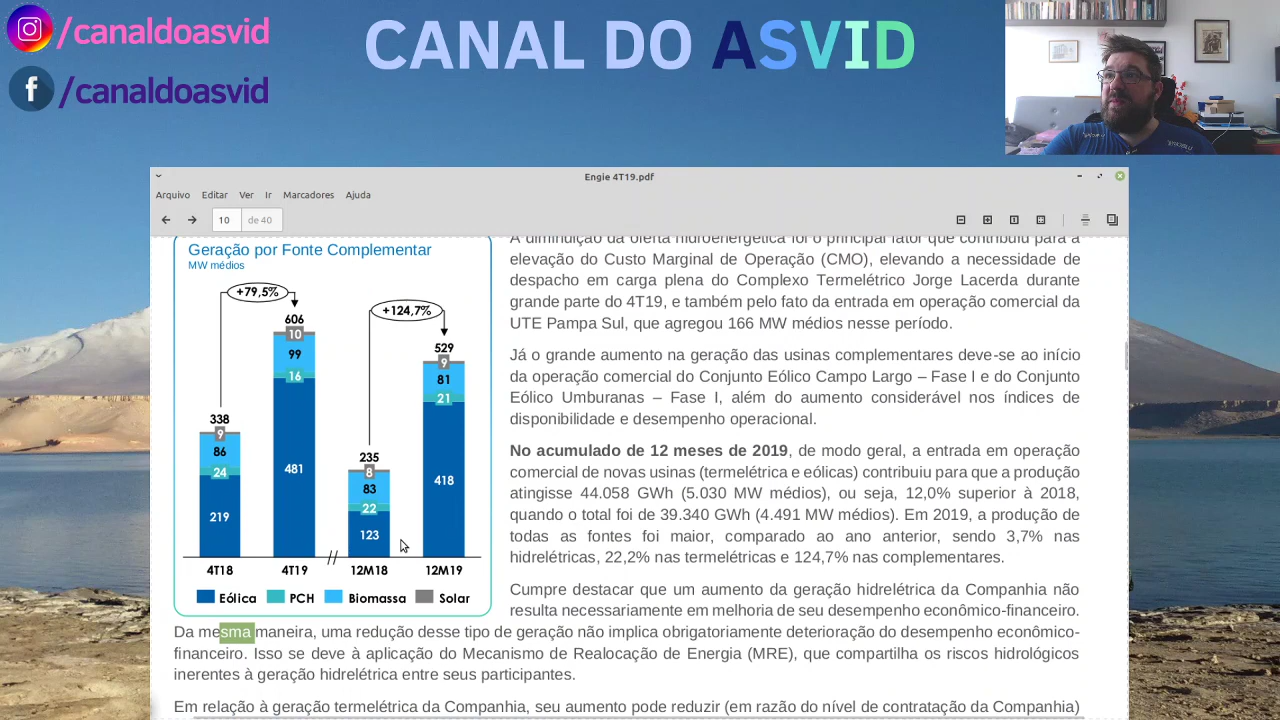 /canaldoasvid
f /canaldoasvid
CANAL DO ASVID
Engie 4T19.pdf
Arquivo Editar Ver Ir Marcadores Ajuda
10 de 40
Geração por Fonte Complementar
MW médios
+79,5%
606
10
99
16
481
338
9
86
24
219
+124,7%
529
9
81
21
418
235
8
83
22
123
4T18 4T19 12M18 12M19
Eólica PCH Biomassa Solar
A diminuição da oferta hidroenergética foi o principal fator que contribuiu para a
elevação do Custo Marginal de Operação (CMO), elevando a necessidade de
despacho em carga plena do Complexo Termelétrico Jorge Lacerda durante
grande parte do 4T19, e também pelo fato da entrada em operação comercial da
UTE Pampa Sul, que agregou 166 MW médios nesse período.
Já o grande aumento na geração das usinas complementares deve-se ao início
da operação comercial do Conjunto Eólico Campo Largo – Fase I e do Conjunto
Eólico Umburanas – Fase I, além do aumento considerável nos índices de
disponibilidade e desempenho operacional.
No acumulado de 12 meses de 2019, de modo geral, a entrada em operação
comercial de novas usinas (termelétrica e eólicas) contribuiu para que a produção
atingisse 44.058 GWh (5.030 MW médios), ou seja, 12,0% superior à 2018,
quando o total foi de 39.340 GWh (4.491 MW médios). Em 2019, a produção de
todas as fontes foi maior, comparado ao ano anterior, sendo 3,7% nas
hidrelétricas, 22,2% nas termelétricas e 124,7% nas complementares.
Cumpre destacar que um aumento da geração hidrelétrica da Companhia não
resulta necessariamente em melhoria de seu desempenho econômico-financeiro.
Da mesma maneira, uma redução desse tipo de geração não implica obrigatoriamente deterioração do desempenho econômico-
financeiro. Isso se deve à aplicação do Mecanismo de Realocação de Energia (MRE), que compartilha os riscos hidrológicos
inerentes à geração hidrelétrica entre seus participantes.
Em relação à geração termelétrica da Companhia, seu aumento pode reduzir (em razão do nível de contratação da Companhia)